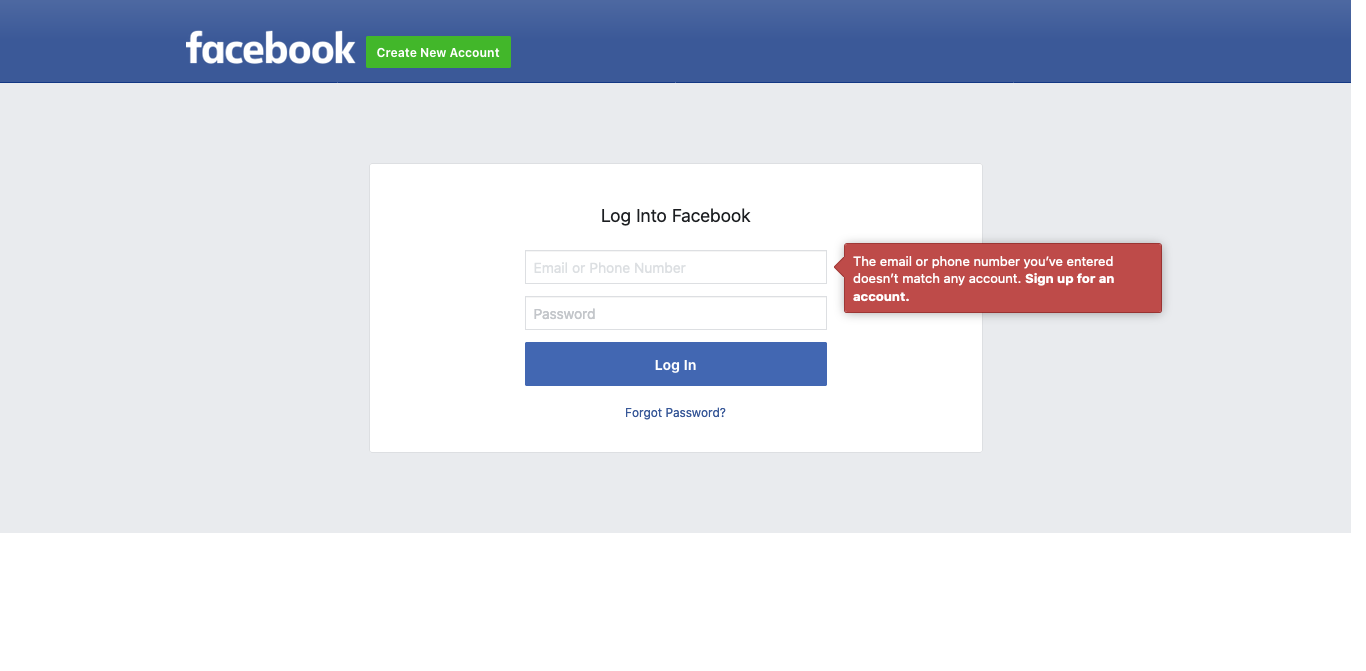 facebook
Create New Account
Log Into Facebook
Email or Phone Number
The email or phone number you’ve entered
doesn’t match any account. Sign up for an
account.
Password
Log In
Forgot Password?